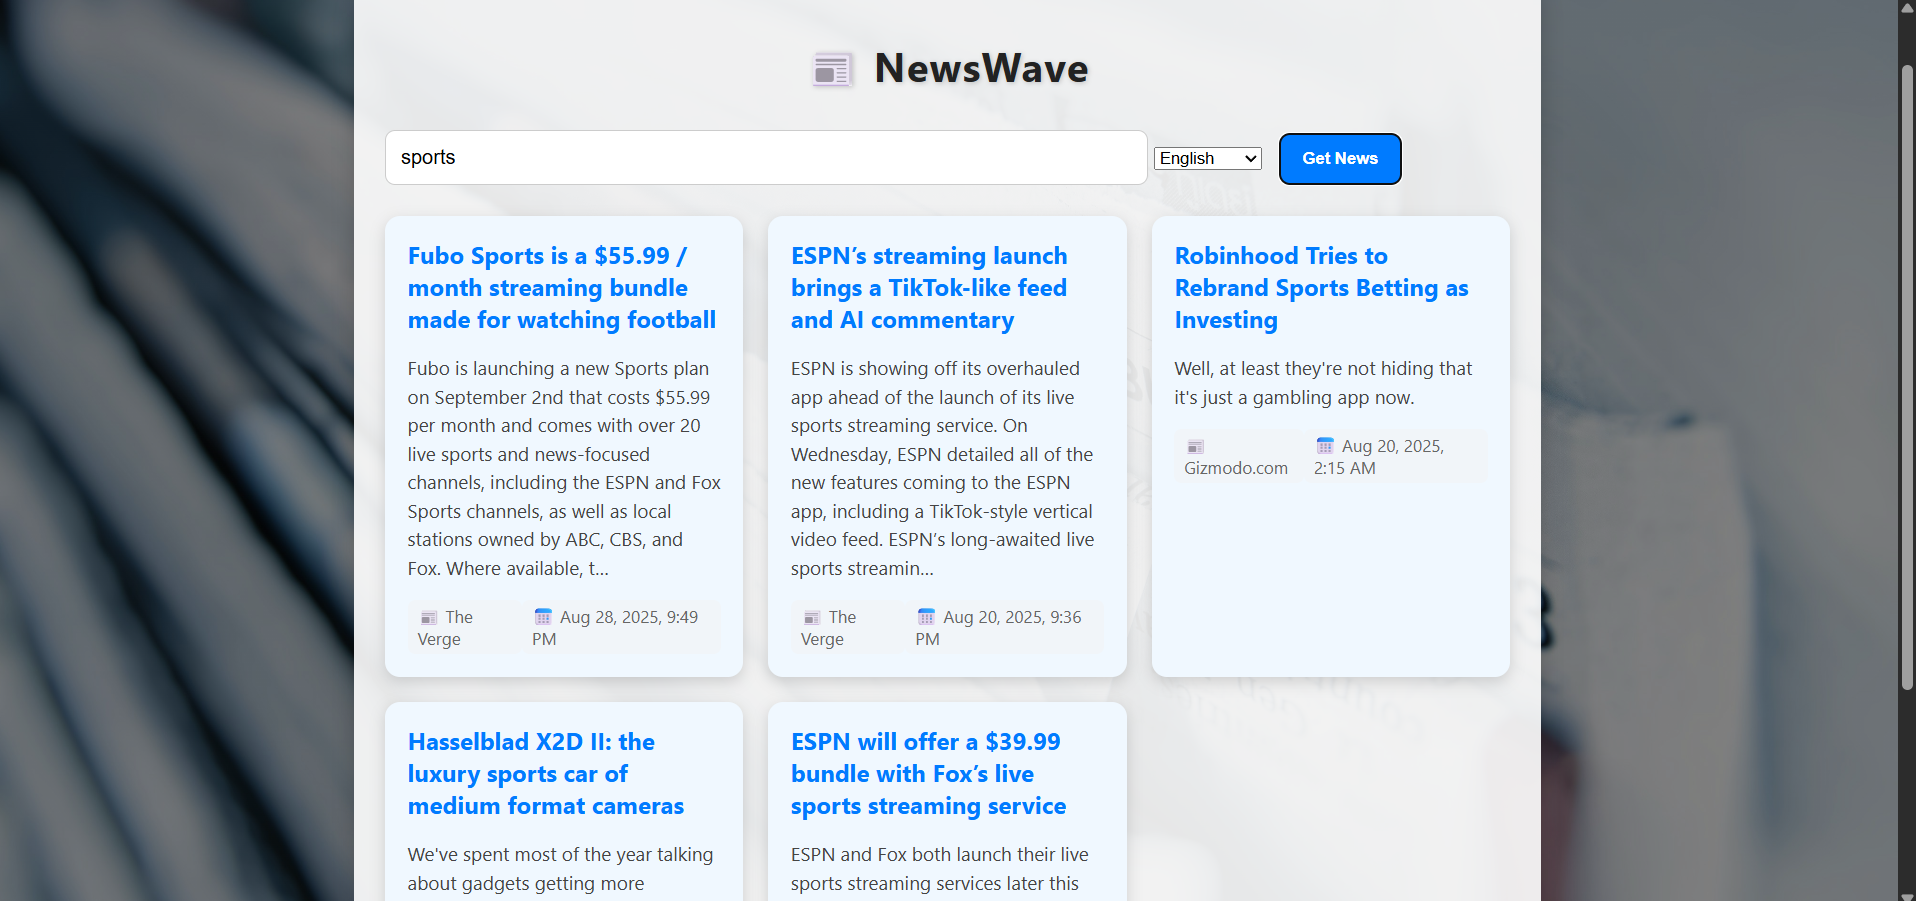 NewsWave
sports
English
Get News
Fubo Sports is a $55.99 /
month streaming bundle
made for watching football
Fubo is launching a new Sports plan
on September 2nd that costs $55.99
per month and comes with over 20
live sports and news-focused
channels, including the ESPN and Fox
Sports channels, as well as local
stations owned by ABC, CBS, and
Fox. Where available, t...
The
Verge
Aug 28, 2025, 9:49
PM
ESPN’s streaming launch
brings a TikTok-like feed
and AI commentary
ESPN is showing off its overhauled
app ahead of the launch of its live
sports streaming service. On
Wednesday, ESPN detailed all of the
new features coming to the ESPN
app, including a TikTok-style vertical
video feed. ESPN’s long-awaited live
sports streamin...
The
Verge
Aug 20, 2025, 9:36
PM
Robinhood Tries to
Rebrand Sports Betting as
Investing
Well, at least they're not hiding that
it's just a gambling app now.
Gizmodo.com
Aug 20, 2025,
2:15 AM
Hasselblad X2D II: the
luxury sports car of
medium format cameras
We've spent most of the year talking
about gadgets getting more
ESPN will offer a $39.99
bundle with Fox’s live
sports streaming service
ESPN and Fox both launch their live
sports streaming services later this